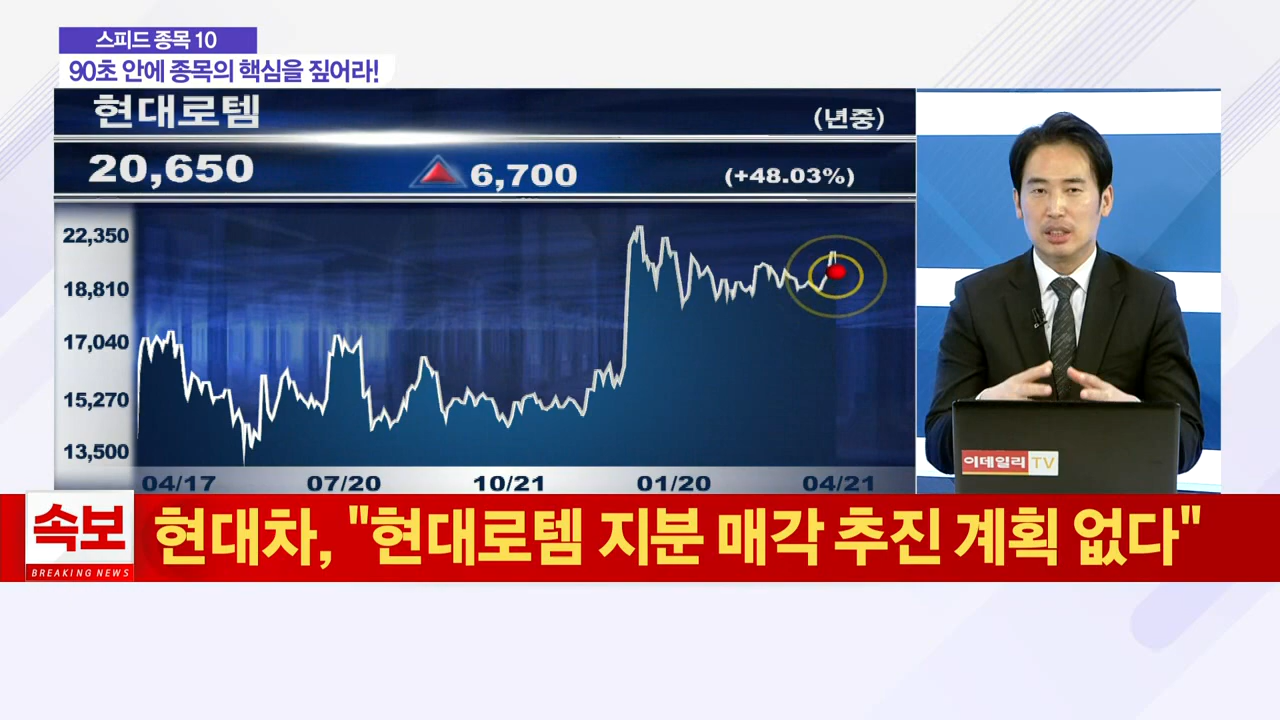 스피드 종목 10
90초 안에 종목의 핵심을 짚어라!
현대로템
(년중)
20,650 6,700 (+48.03%)
22,350
18,810
17,040
15,270
13,500
04/17 07/20 10/21 01/20 04/21
이데일리 TV
속보
BREAKING NEWS
현대차, "현대로템 지분 매각 추진 계획 없다"